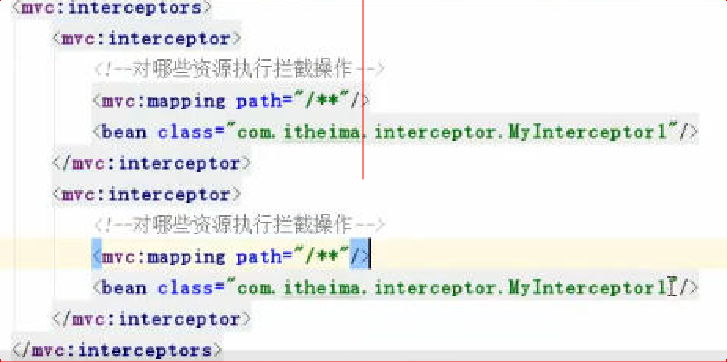 <mvc:interceptors>
<mvc:interceptor>
<!--对哪些资源执行拦截操作-->
<mvc:mapping path="/**"/>
<bean class="com.itheima.interceptor.MyInterceptor1"/>
</mvc:interceptor>
<mvc:interceptor>
<!--对哪些资源执行拦截操作-->
<mvc:mapping path="/**"/>
<bean class="com.itheima.interceptor.MyInterceptor1"/>
</mvc:interceptor>
</mvc:interceptors>